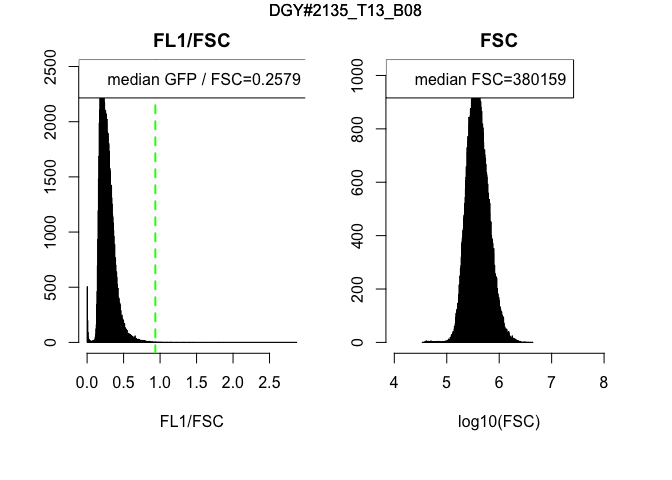 DGY#2135_T13_B08
FL1/FSC
median GFP / FSC=0.2579
0
500
1000
1500
2000
2500
0.0 0.5 1.0 1.5 2.0 2.5
FL1/FSC
FSC
median FSC=380159
0
200
400
600
800
1000
4 5 6 7 8
log10(FSC)